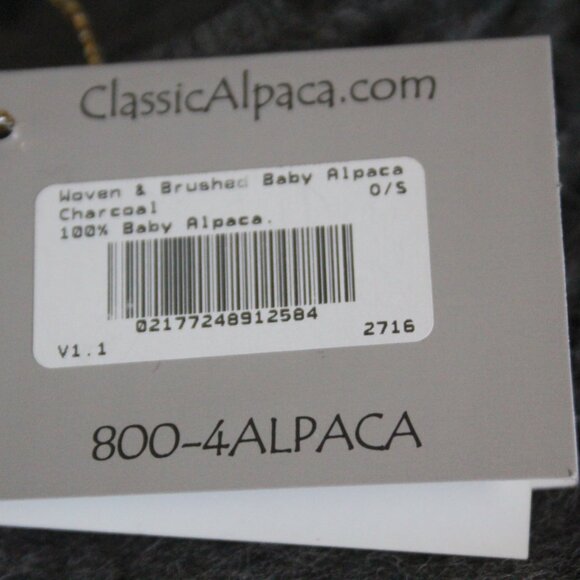 ClassicAlpaca.com
Woven & Brushed Baby Alpaca
Charcoal O/S
100% Baby Alpaca.
02177248912584
V1.1 2716
800-4ALPACA